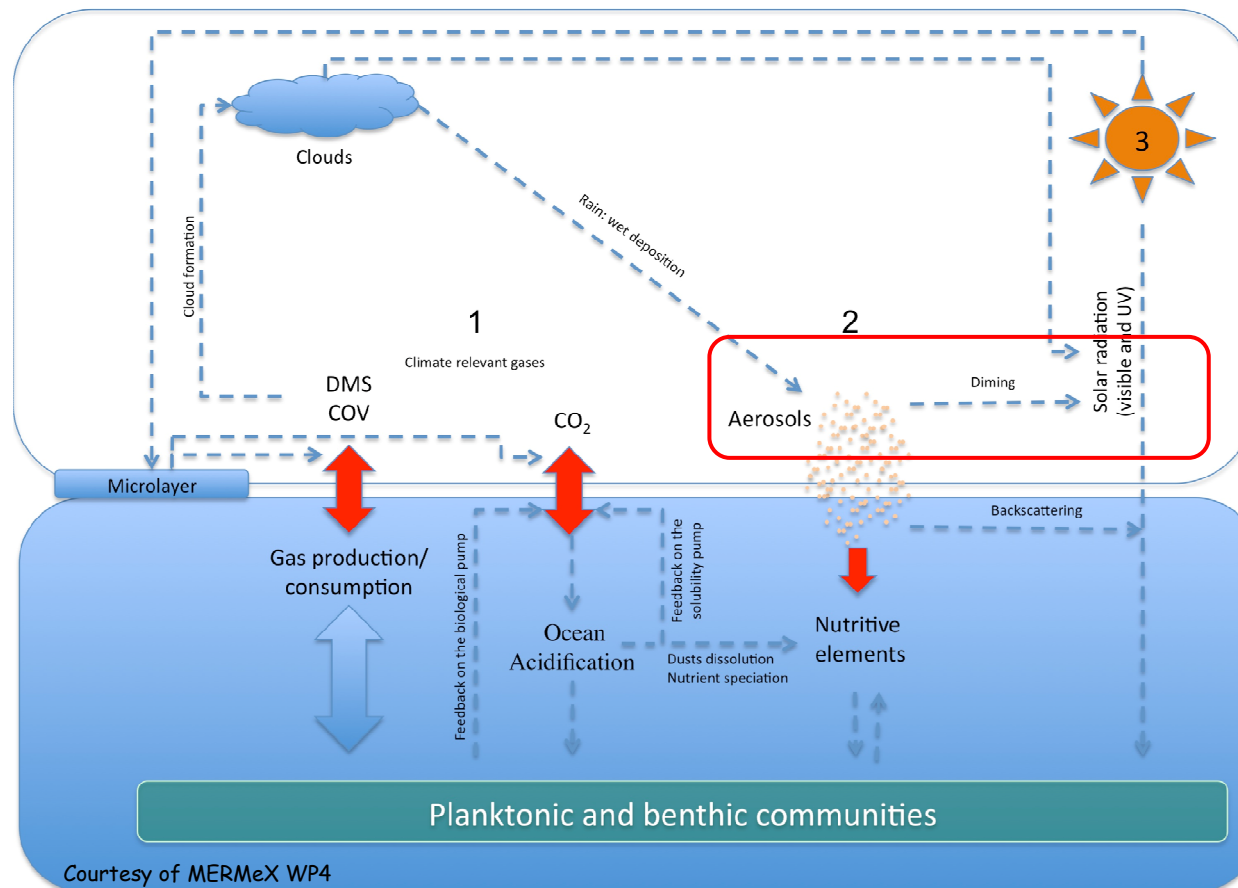 Clouds
3
Cloud formation
Rain: wet deposition
1
2
Climate relevant gases
Solar radiation
(visible and UV)
DMS
COV
CO2
Aerosols
Diming
Microlayer
Backscattering
Gas production/
consumption
Feedback on the biological pump
Feedback on the
solubility pump
Ocean
Acidification
Dusts dissolution
Nutrient speciation
Nutritive
elements
Planktonic and benthic communities
Courtesy of MERMeX WP4